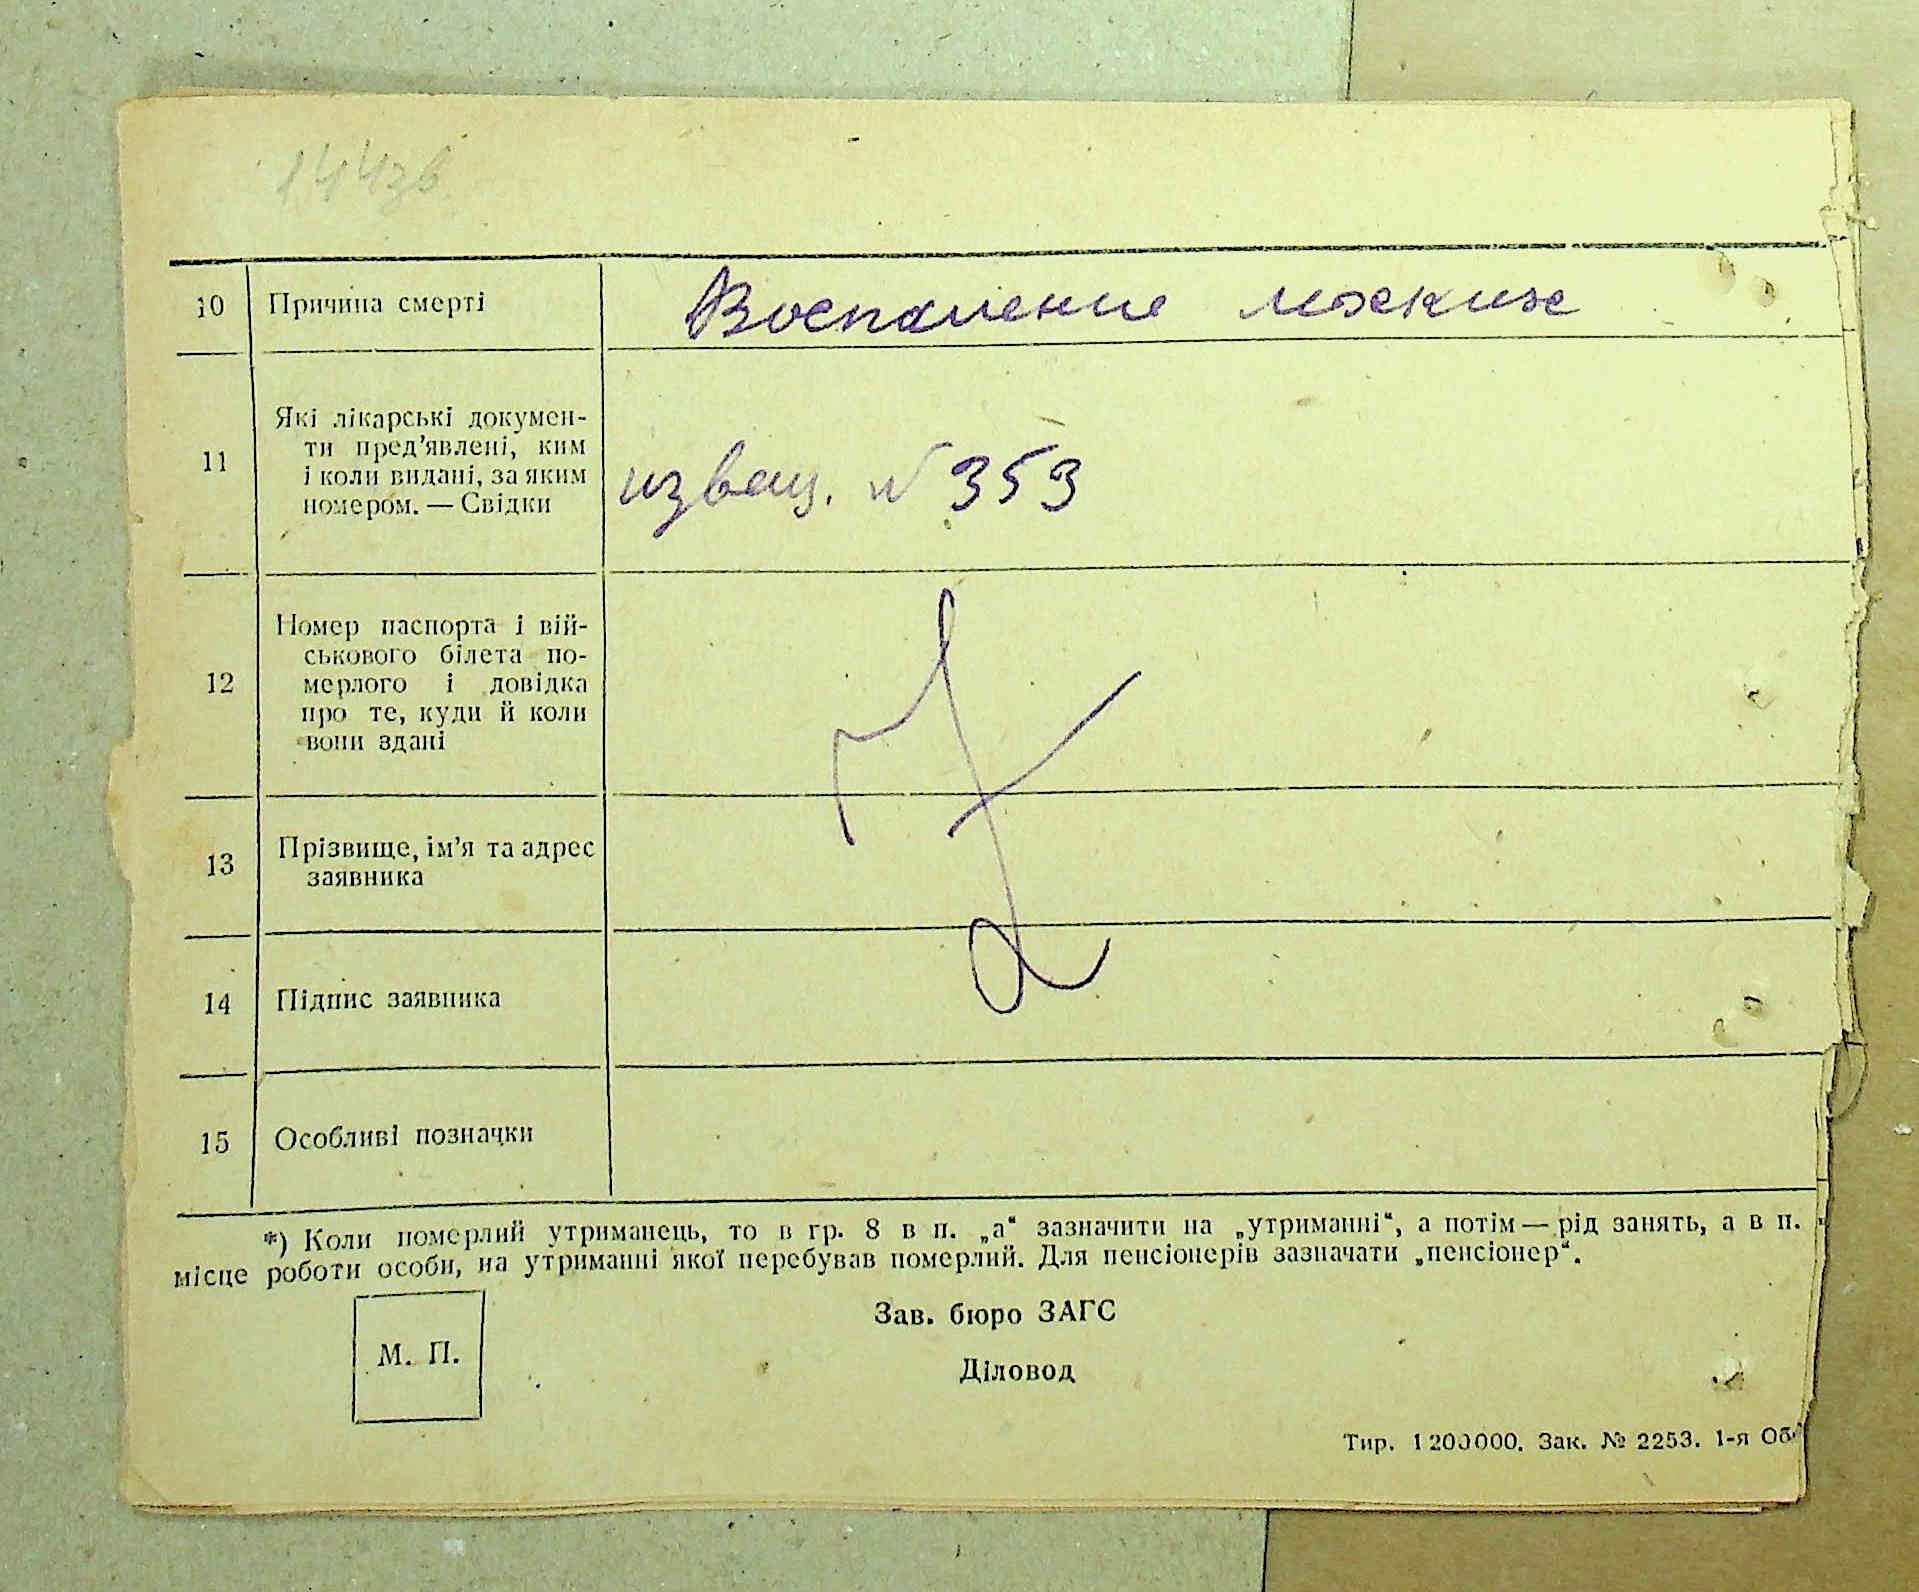 10 Причина смерті Воспаление легких
11 Які лікарські докумен-
ти пред’явлені, ким
і коли видані, за яким
номером. — Свідки
извещ. № 353
12 Номер паспорта і вій-
ськового білета по-
мерлого і довідка
про те, куди й коли
вони здані
13 Прізвище, ім’я та адрес
заявника
14 Підпис заявника
15 Особливі позначки
*) Коли померлий утриманець, то в гр. 8 в п. „а“ зазначити на „утриманні“, а потім — рід занять, а в п.
місце роботи особи, на утриманні якої перебував померлий. Для пенсіонерів зазначати „пенсіонер“.
Зав. бюро ЗАГС
М. П.
Діловод
Тир. 1200000. Зак. № 2253. 1-я Об